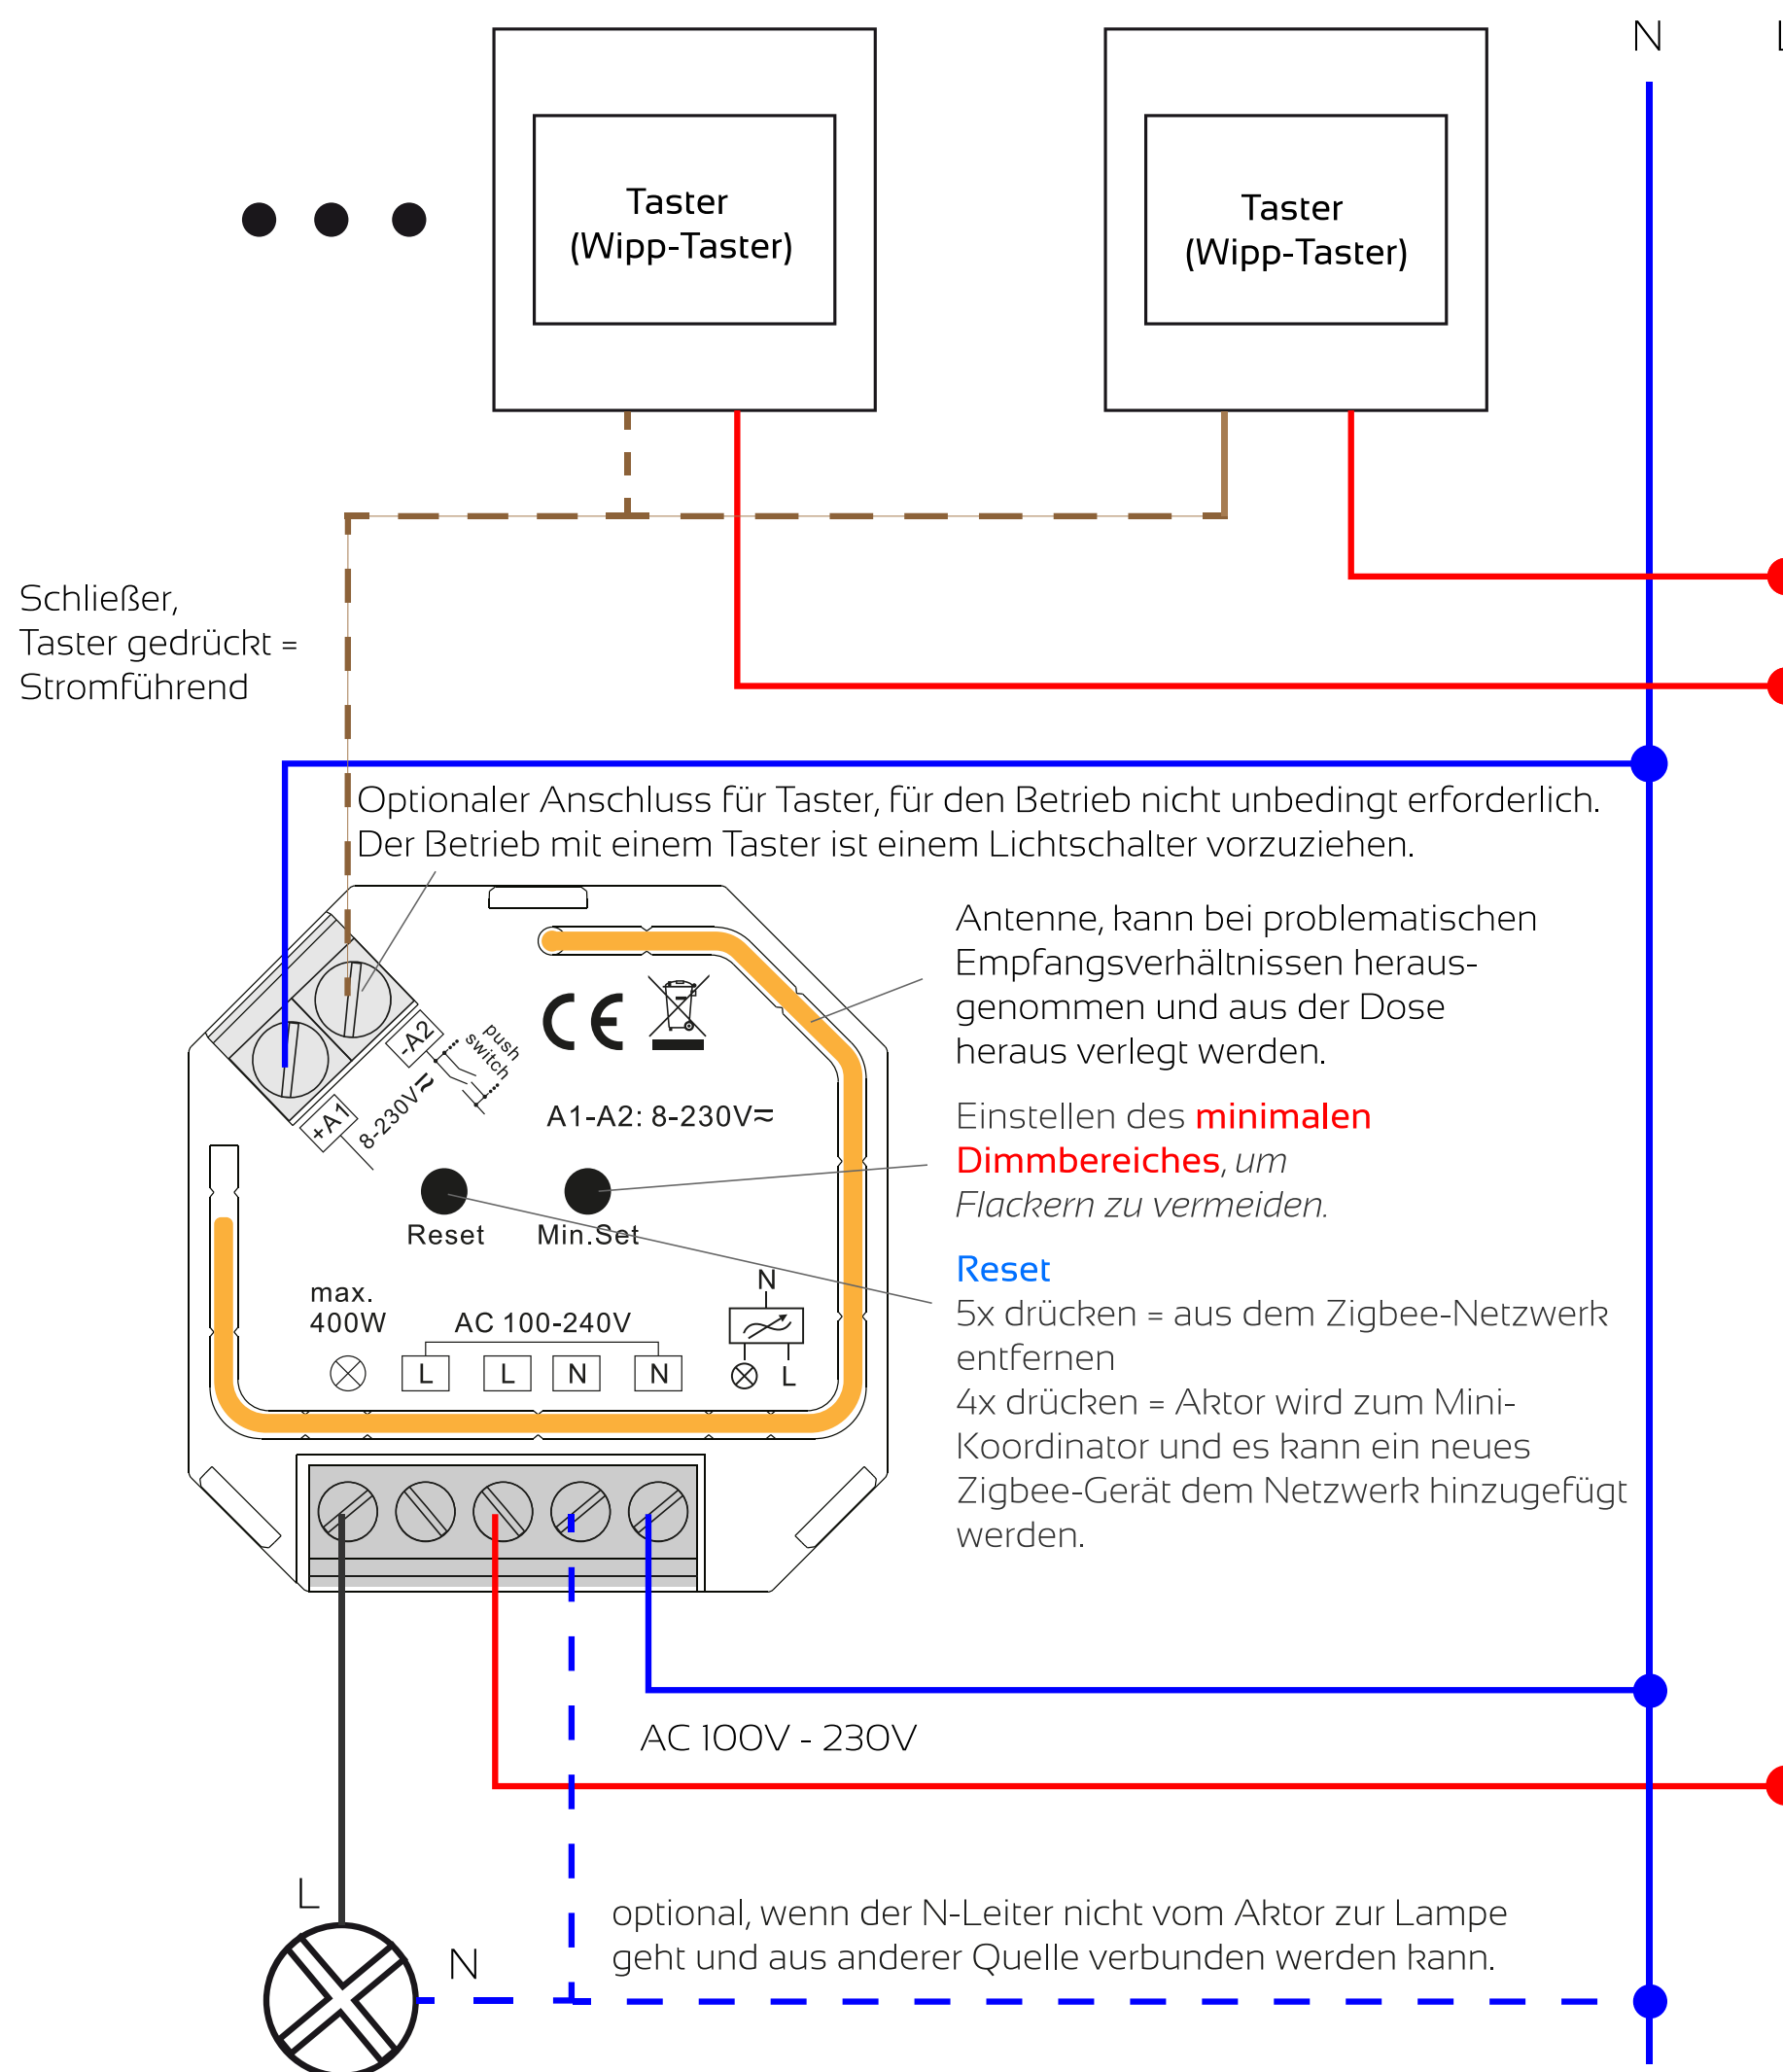 N
Taster
(Wipp-Taster)
Taster
(Wipp-Taster)
Schließer,
Taster gedrückt =
Stromführend
Optionaler Anschluss für Taster, für den Betrieb nicht unbedingt erforderlich.
Der Betrieb mit einem Taster ist einem Lichtschalter vorzuziehen.
Antenne, kann bei problematischen
Empfangsverhältnissen heraus-
genommen und aus der Dose
heraus verlegt werden.
-A2
push
switch
+A1
8-230V≂
A1-A2: 8-230V≂
CE
Einstellen des minimalen
Dimmbereiches, um
Flackern zu vermeiden.
Reset
Min.Set
Reset
5x drücken = aus dem Zigbee-Netzwerk
entfernen
4x drücken = Aktor wird zum Mini-
Koordinator und es kann ein neues
Zigbee-Gerät dem Netzwerk hinzugefügt
werden.
max.
400W
AC 100-240V
L
L
N
N
N
L
AC 100V - 230V
L
N
optional, wenn der N-Leiter nicht vom Aktor zur Lampe
geht und aus anderer Quelle verbunden werden kann.